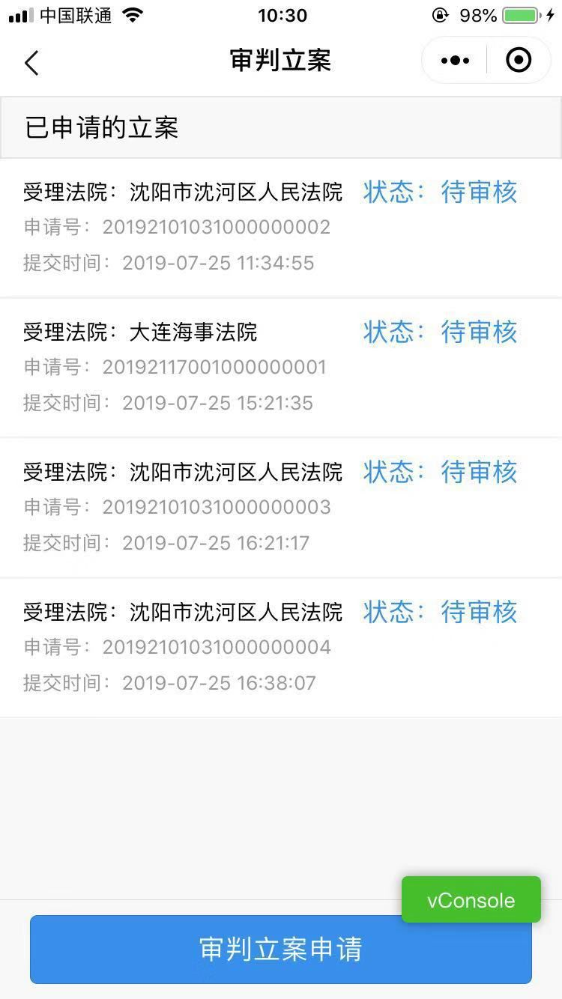 中国联通 10:30 98%
审判立案
已申请的立案
受理法院：沈阳市沈河区人民法院 状态：待审核
申请号：20192101031000000002
提交时间：2019-07-25 11:34:55
受理法院：大连海事法院 状态：待审核
申请号：20192117001000000001
提交时间：2019-07-25 15:21:35
受理法院：沈阳市沈河区人民法院 状态：待审核
申请号：20192101031000000003
提交时间：2019-07-25 16:21:17
受理法院：沈阳市沈河区人民法院 状态：待审核
申请号：20192101031000000004
提交时间：2019-07-25 16:38:07
vConsole
审判立案申请